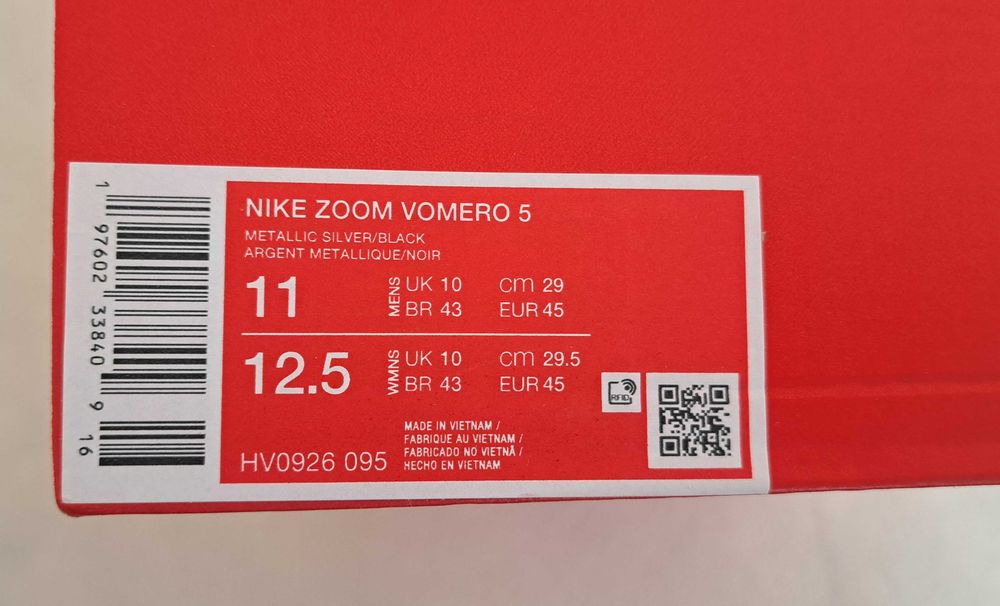 NIKE ZOOM VOMERO 5
METALLIC SILVER/BLACK
ARGENT METALLIQUE/NOIR
11 MENS UK 10 cm 29
BR 43 EUR 45
12.5 WMNS UK 10 cm 29.5
BR 43 EUR 45
RFID
MADE IN VIETNAM /
FABRIQUE AU VIETNAM /
FABRICADO NO VIETNÃ /
HECHO EN VIETNAM
HV0926 095
1 97602 33840 9 16